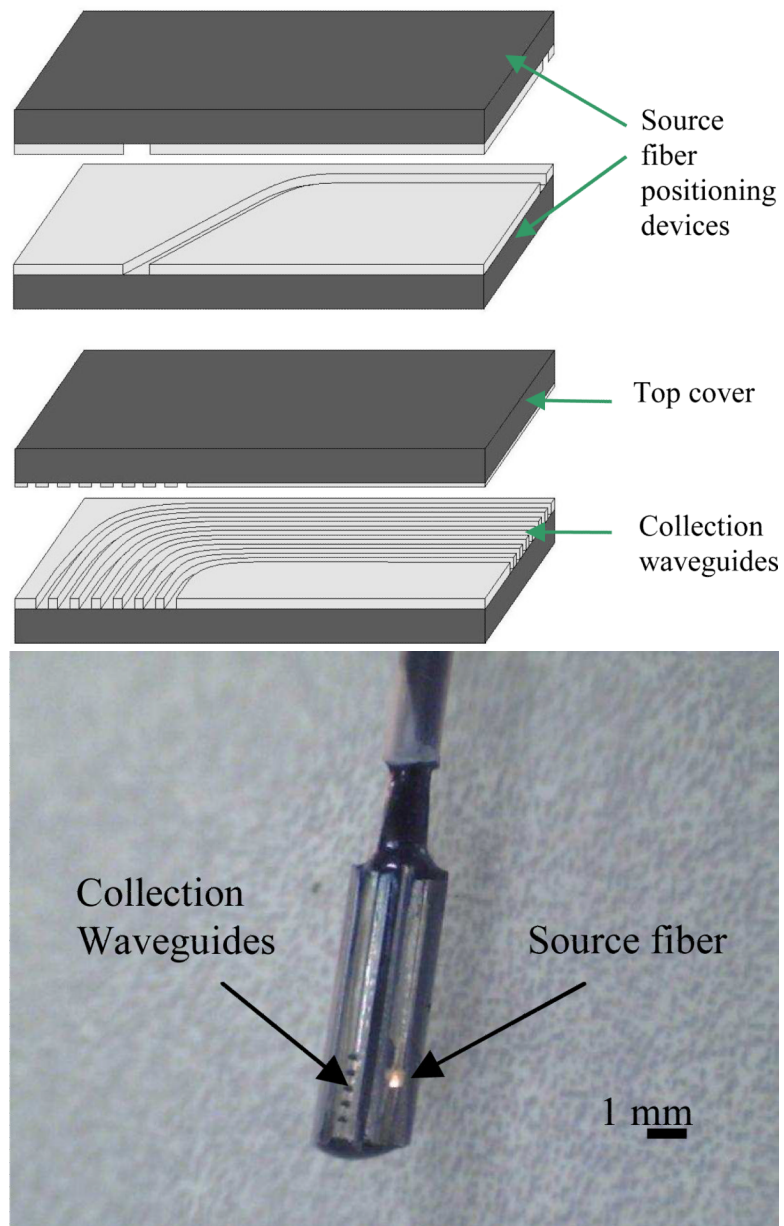 Source
fiber
positioning
devices
Top cover
Collection
waveguides
Collection
Waveguides
Source fiber
1 mm